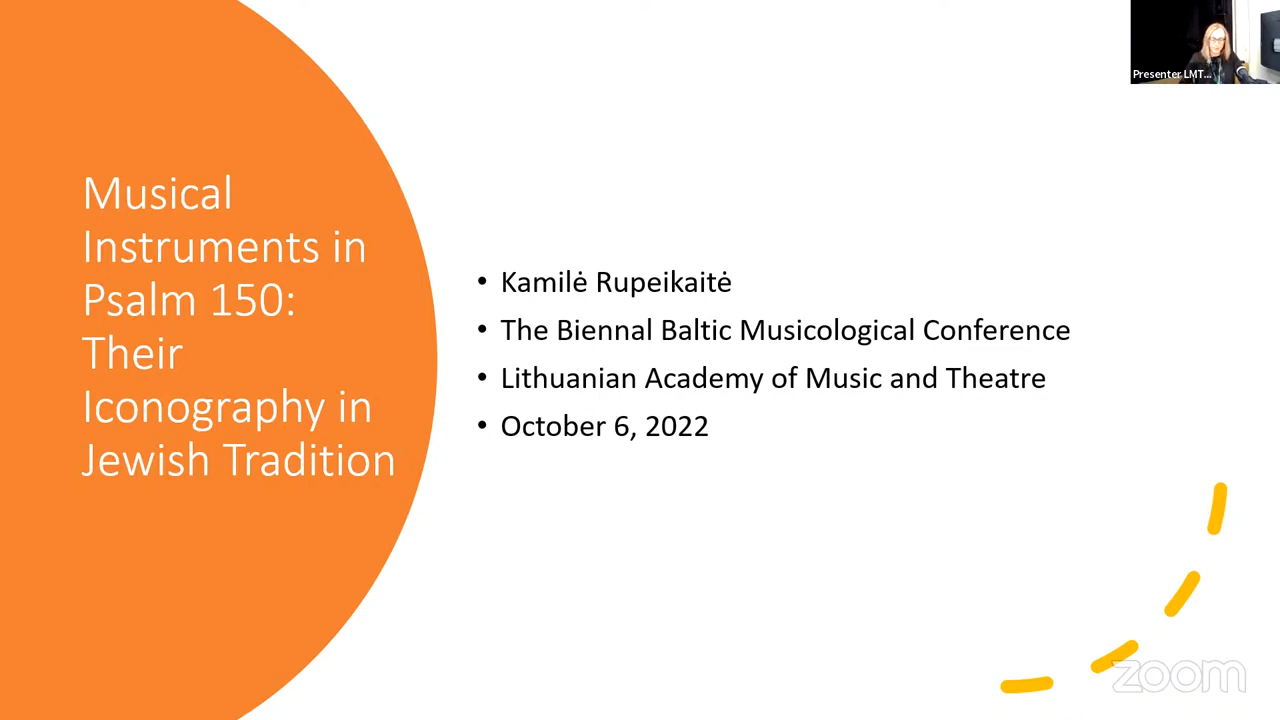 Presenter LMT...
Musical
Instruments in
Psalm 150:
Their
Iconography in
Jewish Tradition
• Kamilė Rupeikaitė
• The Biennal Baltic Musicological Conference
• Lithuanian Academy of Music and Theatre
• October 6, 2022
zoom